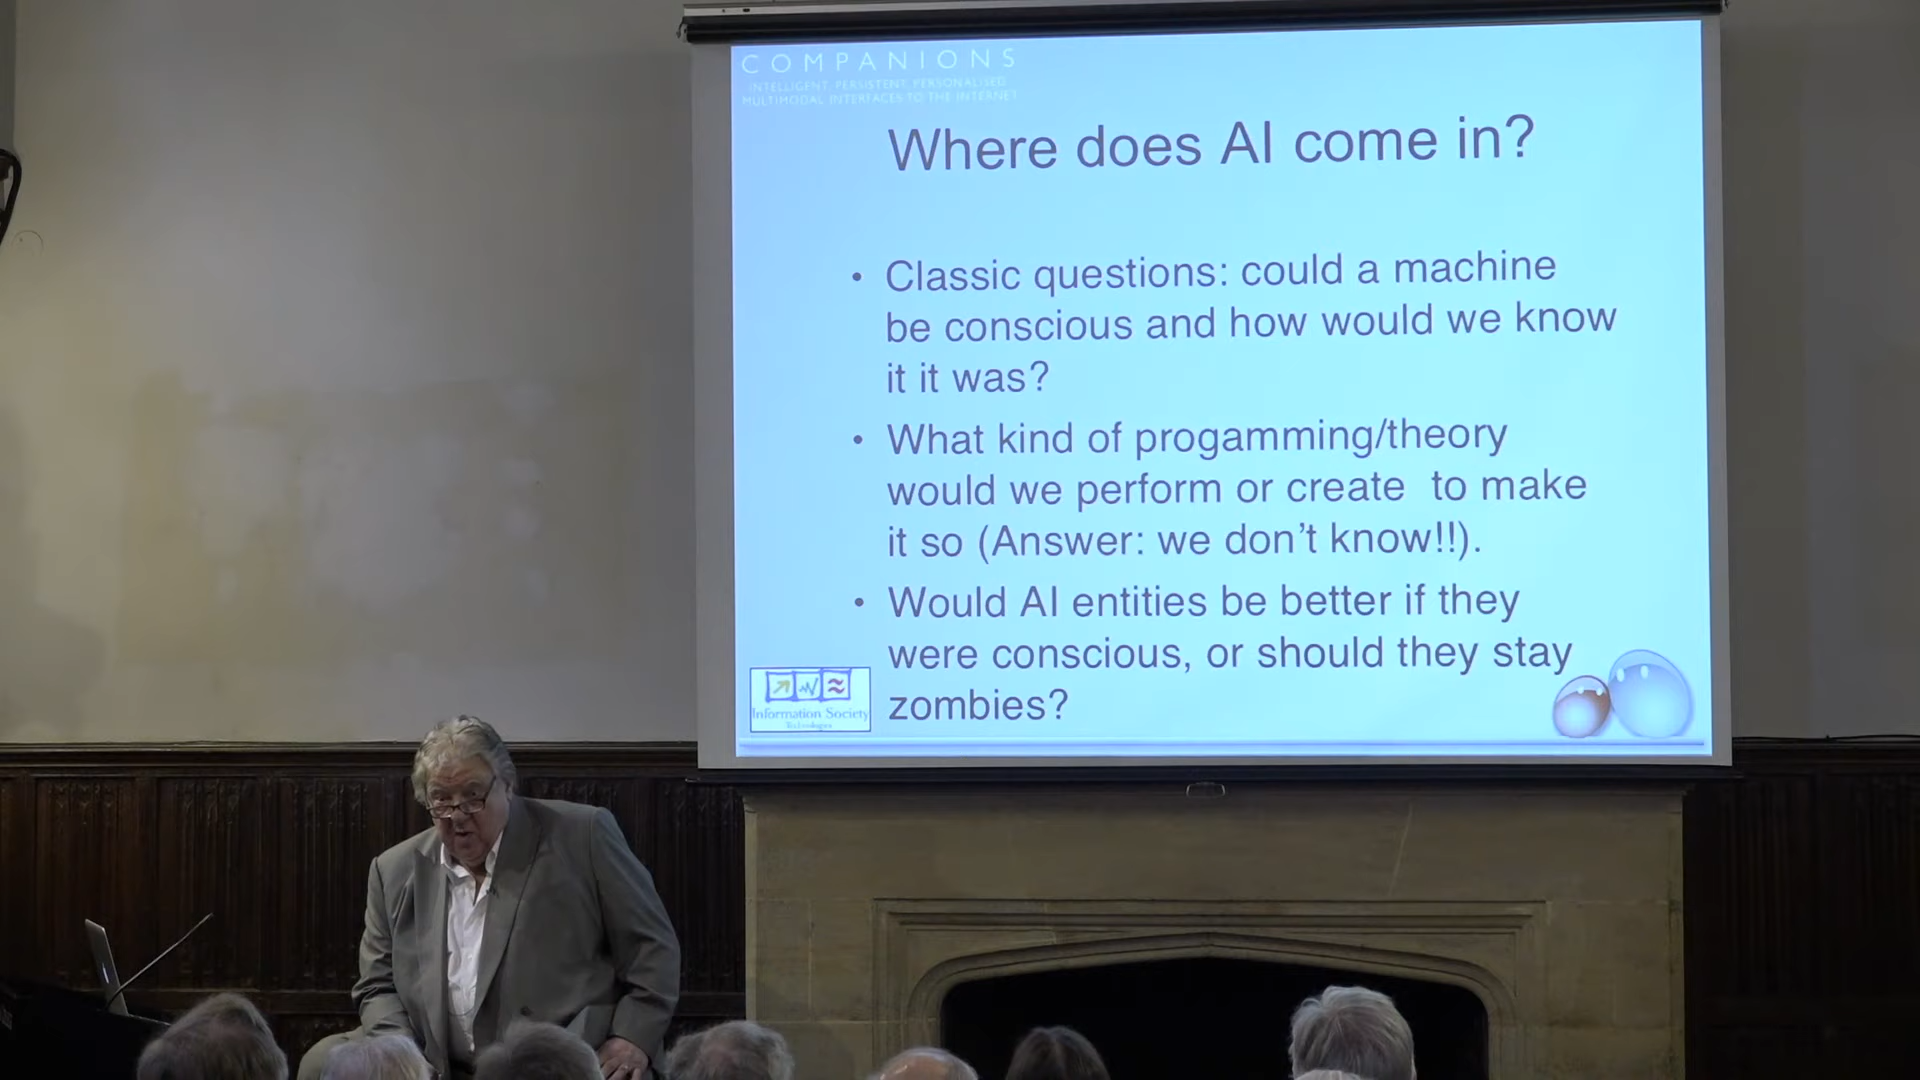 COMPANIONS
INTELLIGENT, PERSISTENT, PERSONALISED
MULTIMODAL INTERFACES TO THE INTERNET
Where does AI come in?
• Classic questions: could a machine
be conscious and how would we know
it it was?
• What kind of progamming/theory
would we perform or create to make
it so (Answer: we don't know!!).
• Would AI entities be better if they
were conscious, or should they stay
zombies?
Information Society
Technologies